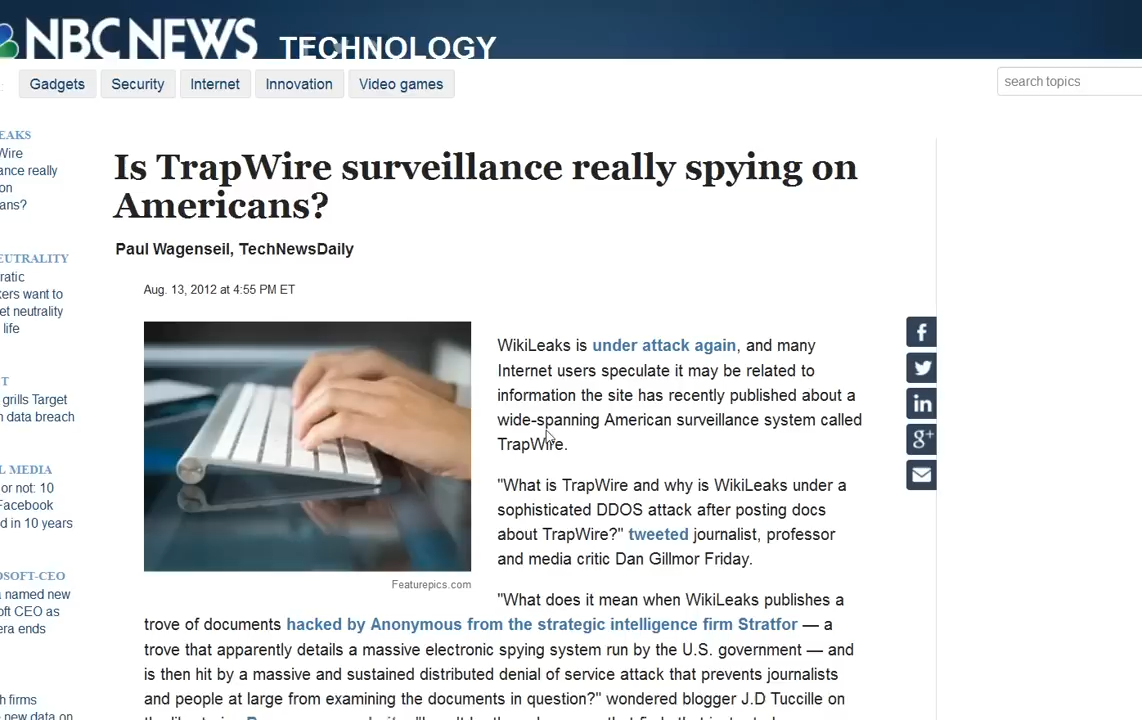 NBC NEWS TECHNOLOGY
Gadgets Security Internet Innovation Video games
search topics
EAKS
Wire
ance really
on
ans?
EUTRALITY
ratic
kers want to
et neutrality
life
T
grills Target
n data breach
L MEDIA
or not: 10
Facebook
d in 10 years
OSOFT-CEO
a named new
oft CEO as
era ends
h firms
new data on
Is TrapWire surveillance really spying on
Americans?
Paul Wagenseil, TechNewsDaily
Aug. 13, 2012 at 4:55 PM ET
Featurepics.com
WikiLeaks is under attack again, and many
Internet users speculate it may be related to
information the site has recently published about a
wide-spanning American surveillance system called
TrapWire.
"What is TrapWire and why is WikiLeaks under a
sophisticated DDOS attack after posting docs
about TrapWire?" tweeted journalist, professor
and media critic Dan Gillmor Friday.
"What does it mean when WikiLeaks publishes a
trove of documents hacked by Anonymous from the strategic intelligence firm Stratfor — a
trove that apparently details a massive electronic spying system run by the U.S. government — and
is then hit by a massive and sustained distributed denial of service attack that prevents journalists
and people at large from examining the documents in question?" wondered blogger J.D Tuccille on
f
in
g+